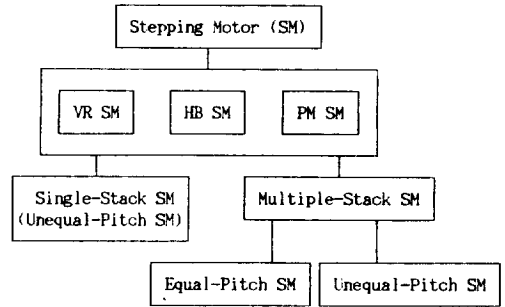 Stepping Motor (SM)
VR SM
HB SM
PM SM
Single-Stack SM
(Unequal-Pitch SM)
Multiple-Stack SM
Equal-Pitch SM
Unequal-Pitch SM